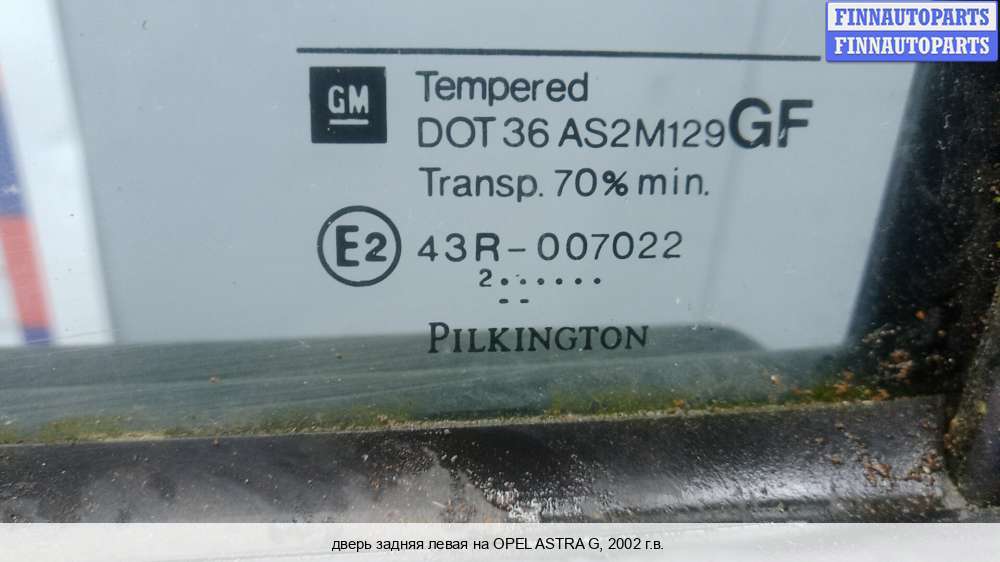 FINNAUTOPARTS
FINNAUTOPARTS
GM
Tempered
DOT 36 AS2M129 GF
Transp. 70% min.
E2 43R-007022
2......
--
PILKINGTON
дверь задняя левая на OPEL ASTRA G, 2002 г.в.